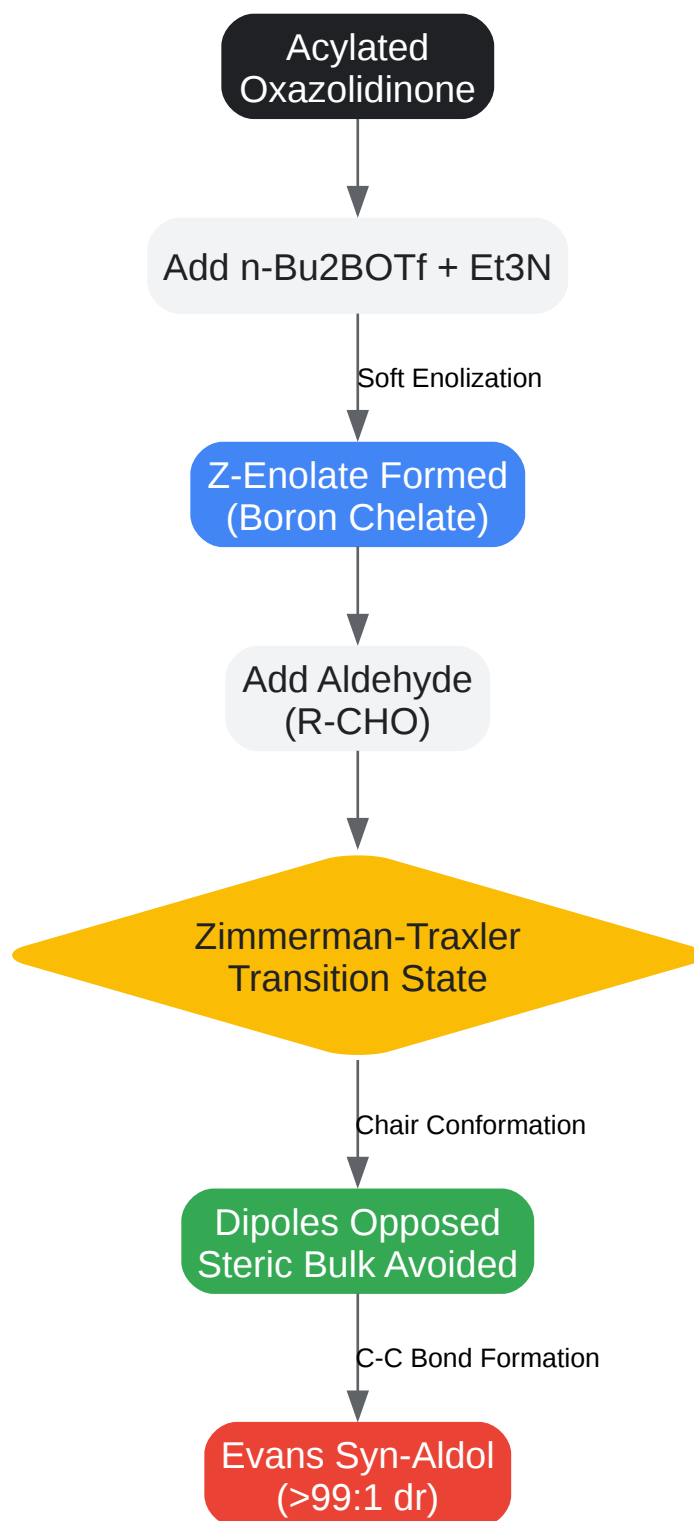 Acylated
Oxazolidinone
Add n-Bu2BOTf + Et3N
Soft Enolization
Z-Enolate Formed
(Boron Chelate)
Add Aldehyde
(R-CHO)
Zimmerman-Traxler
Transition State
Chair Conformation
Dipoles Opposed
Steric Bulk Avoided
C-C Bond Formation
Evans Syn-Aldol
(>99:1 dr)